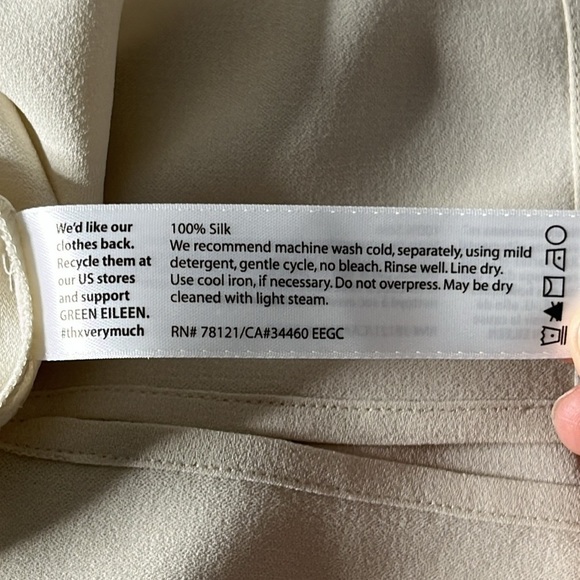 We'd like our
clothes back.
Recycle them at
our US stores
and support
GREEN EILEEN.
#thxverymuch
100% Silk
We recommend machine wash cold, separately, using mild
detergent, gentle cycle, no bleach. Rinse well. Line dry.
Use cool iron, if necessary. Do not overpress. May be dry
cleaned with light steam.
RN# 78121/CA#34460 EEGC